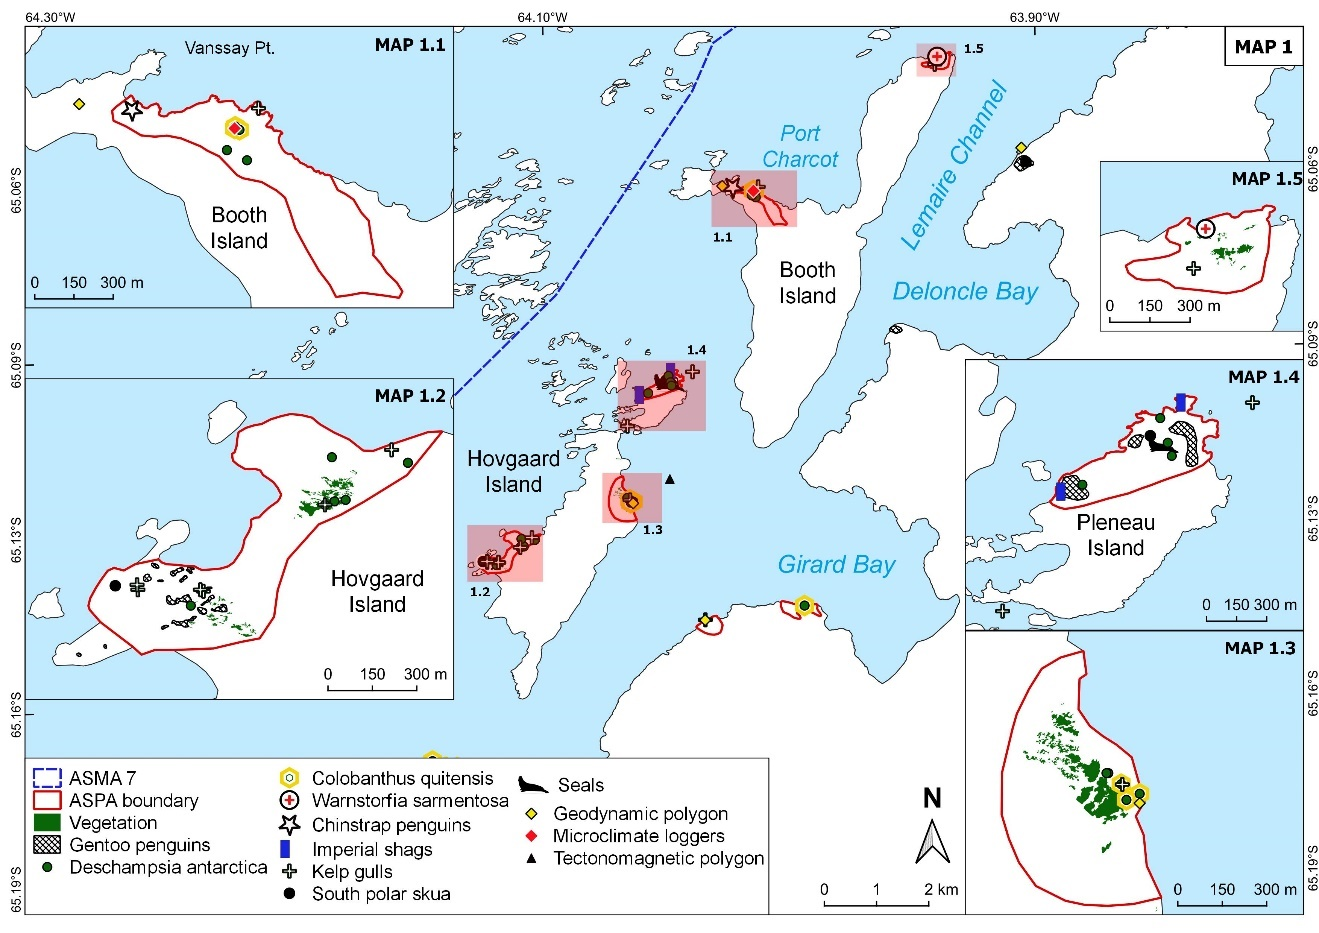 64.30°W
64.10°W
63.90°W
Vanssay Pt.
MAP 1.1
1.5
MAP 1
Port
Charcot
Lemaire Channel
65.06°S
65.06°S
MAP 1.5
Booth
Island
0 150 300 m
1.1
Booth
Island
Deloncle Bay
0 150 300 m
65.09°S
65.09°S
1.4
MAP 1.2
MAP 1.4
Hovgaard
Island
Pleneau
Island
65.13°S
65.13°S
1.3
Girard Bay
1.2
Hovgaard
Island
0 150 300 m
0 150 300 m
MAP 1.3
65.16°S
65.16°S
ASMA 7
ASPA boundary
Vegetation
Gentoo penguins
Deschampsia antarctica
Colobanthus quitensis
Warnstorfia sarmentosa
Chinstrap penguins
Imperial shags
Kelp gulls
South polar skua
Seals
Geodynamic polygon
Microclimate loggers
Tectonomagnetic polygon
N
0 1 2 km
0 150 300 m
65.19°S
65.19°S